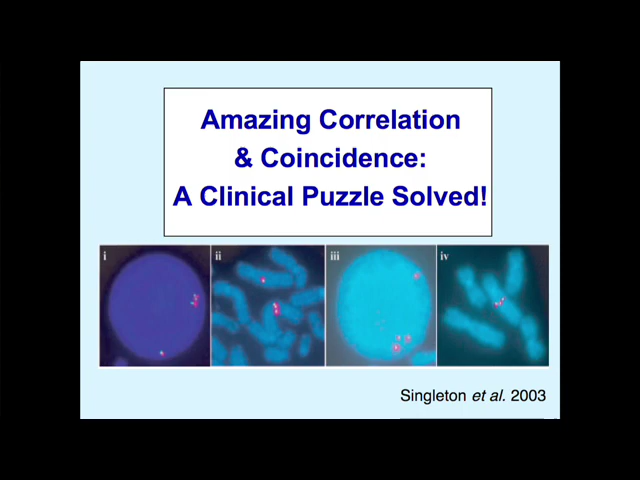 Amazing Correlation
& Coincidence:
A Clinical Puzzle Solved!
i
ii
iii
iv
Singleton et al. 2003